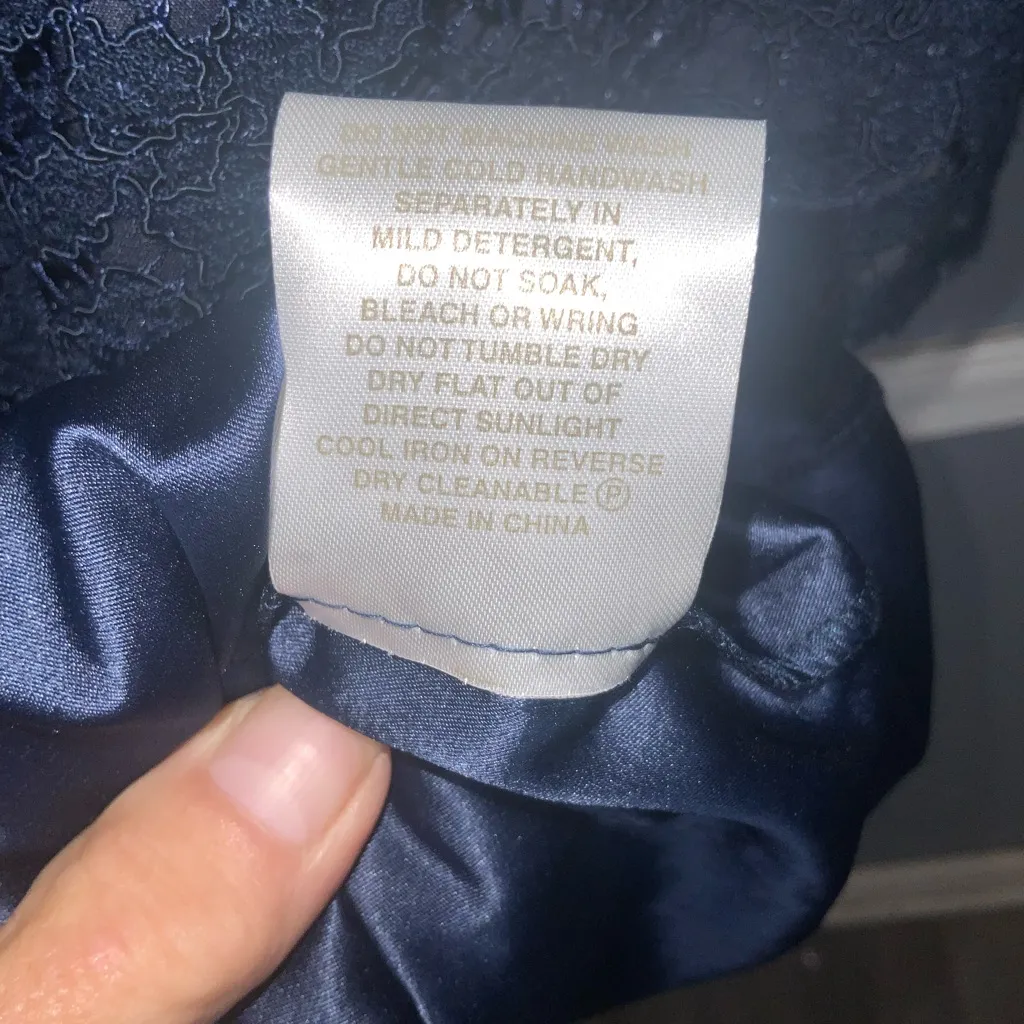 DO NOT MACHINE WASH
GENTLE COLD HANDWASH
SEPARATELY IN
MILD DETERGENT,
DO NOT SOAK,
BLEACH OR WRING
DO NOT TUMBLE DRY
DRY FLAT OUT OF
DIRECT SUNLIGHT
COOL IRON ON REVERSE
DRY CLEANABLE Ⓟ
MADE IN CHINA